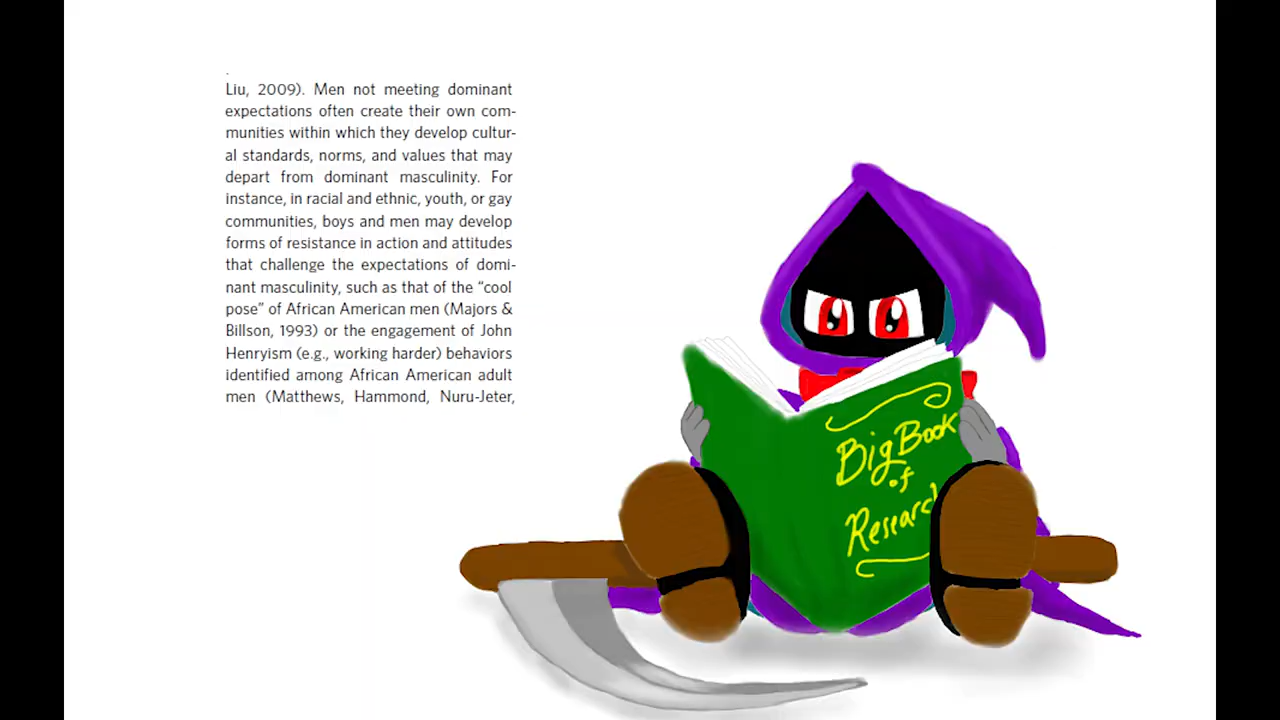 Liu, 2009). Men not meeting dominant
expectations often create their own com-
munities within which they develop cultur-
al standards, norms, and values that may
depart from dominant masculinity. For
instance, in racial and ethnic, youth, or gay
communities, boys and men may develop
forms of resistance in action and attitudes
that challenge the expectations of domi-
nant masculinity, such as that of the “cool
pose” of African American men (Majors &
Billson, 1993) or the engagement of John
Henryism (e.g., working harder) behaviors
identified among African American adult
men (Matthews, Hammond, Nuru-Jeter,
Big Book
of
Research